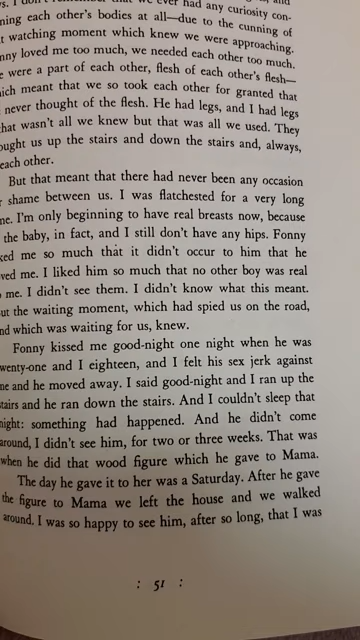 ever had any curiosity con-
ning each other's bodies at all—due to the cunning of
t watching moment which knew we were approaching.
nny loved me too much, we needed each other too much.
e were a part of each other, flesh of each other's flesh—
ich meant that we so took each other for granted that
never thought of the flesh. He had legs, and I had legs
hat wasn't all we knew but that was all we used. They
ought us up the stairs and down the stairs and, always,
each other.
But that meant that there had never been any occasion
r shame between us. I was flatchested for a very long
me. I'm only beginning to have real breasts now, because
the baby, in fact, and I still don't have any hips. Fonny
ked me so much that it didn't occur to him that he
ved me. I liked him so much that no other boy was real
o me. I didn't see them. I didn't know what this meant.
ut the waiting moment, which had spied us on the road,
nd which was waiting for us, knew.
Fonny kissed me good-night one night when he was
wenty-one and I eighteen, and I felt his sex jerk against
me and he moved away. I said good-night and I ran up the
stairs and he ran down the stairs. And I couldn't sleep that
night: something had happened. And he didn't come
around, I didn't see him, for two or three weeks. That was
when he did that wood figure which he gave to Mama.
The day he gave it to her was a Saturday. After he gave
the figure to Mama we left the house and we walked
around. I was so happy to see him, after so long, that I was
: 51 :